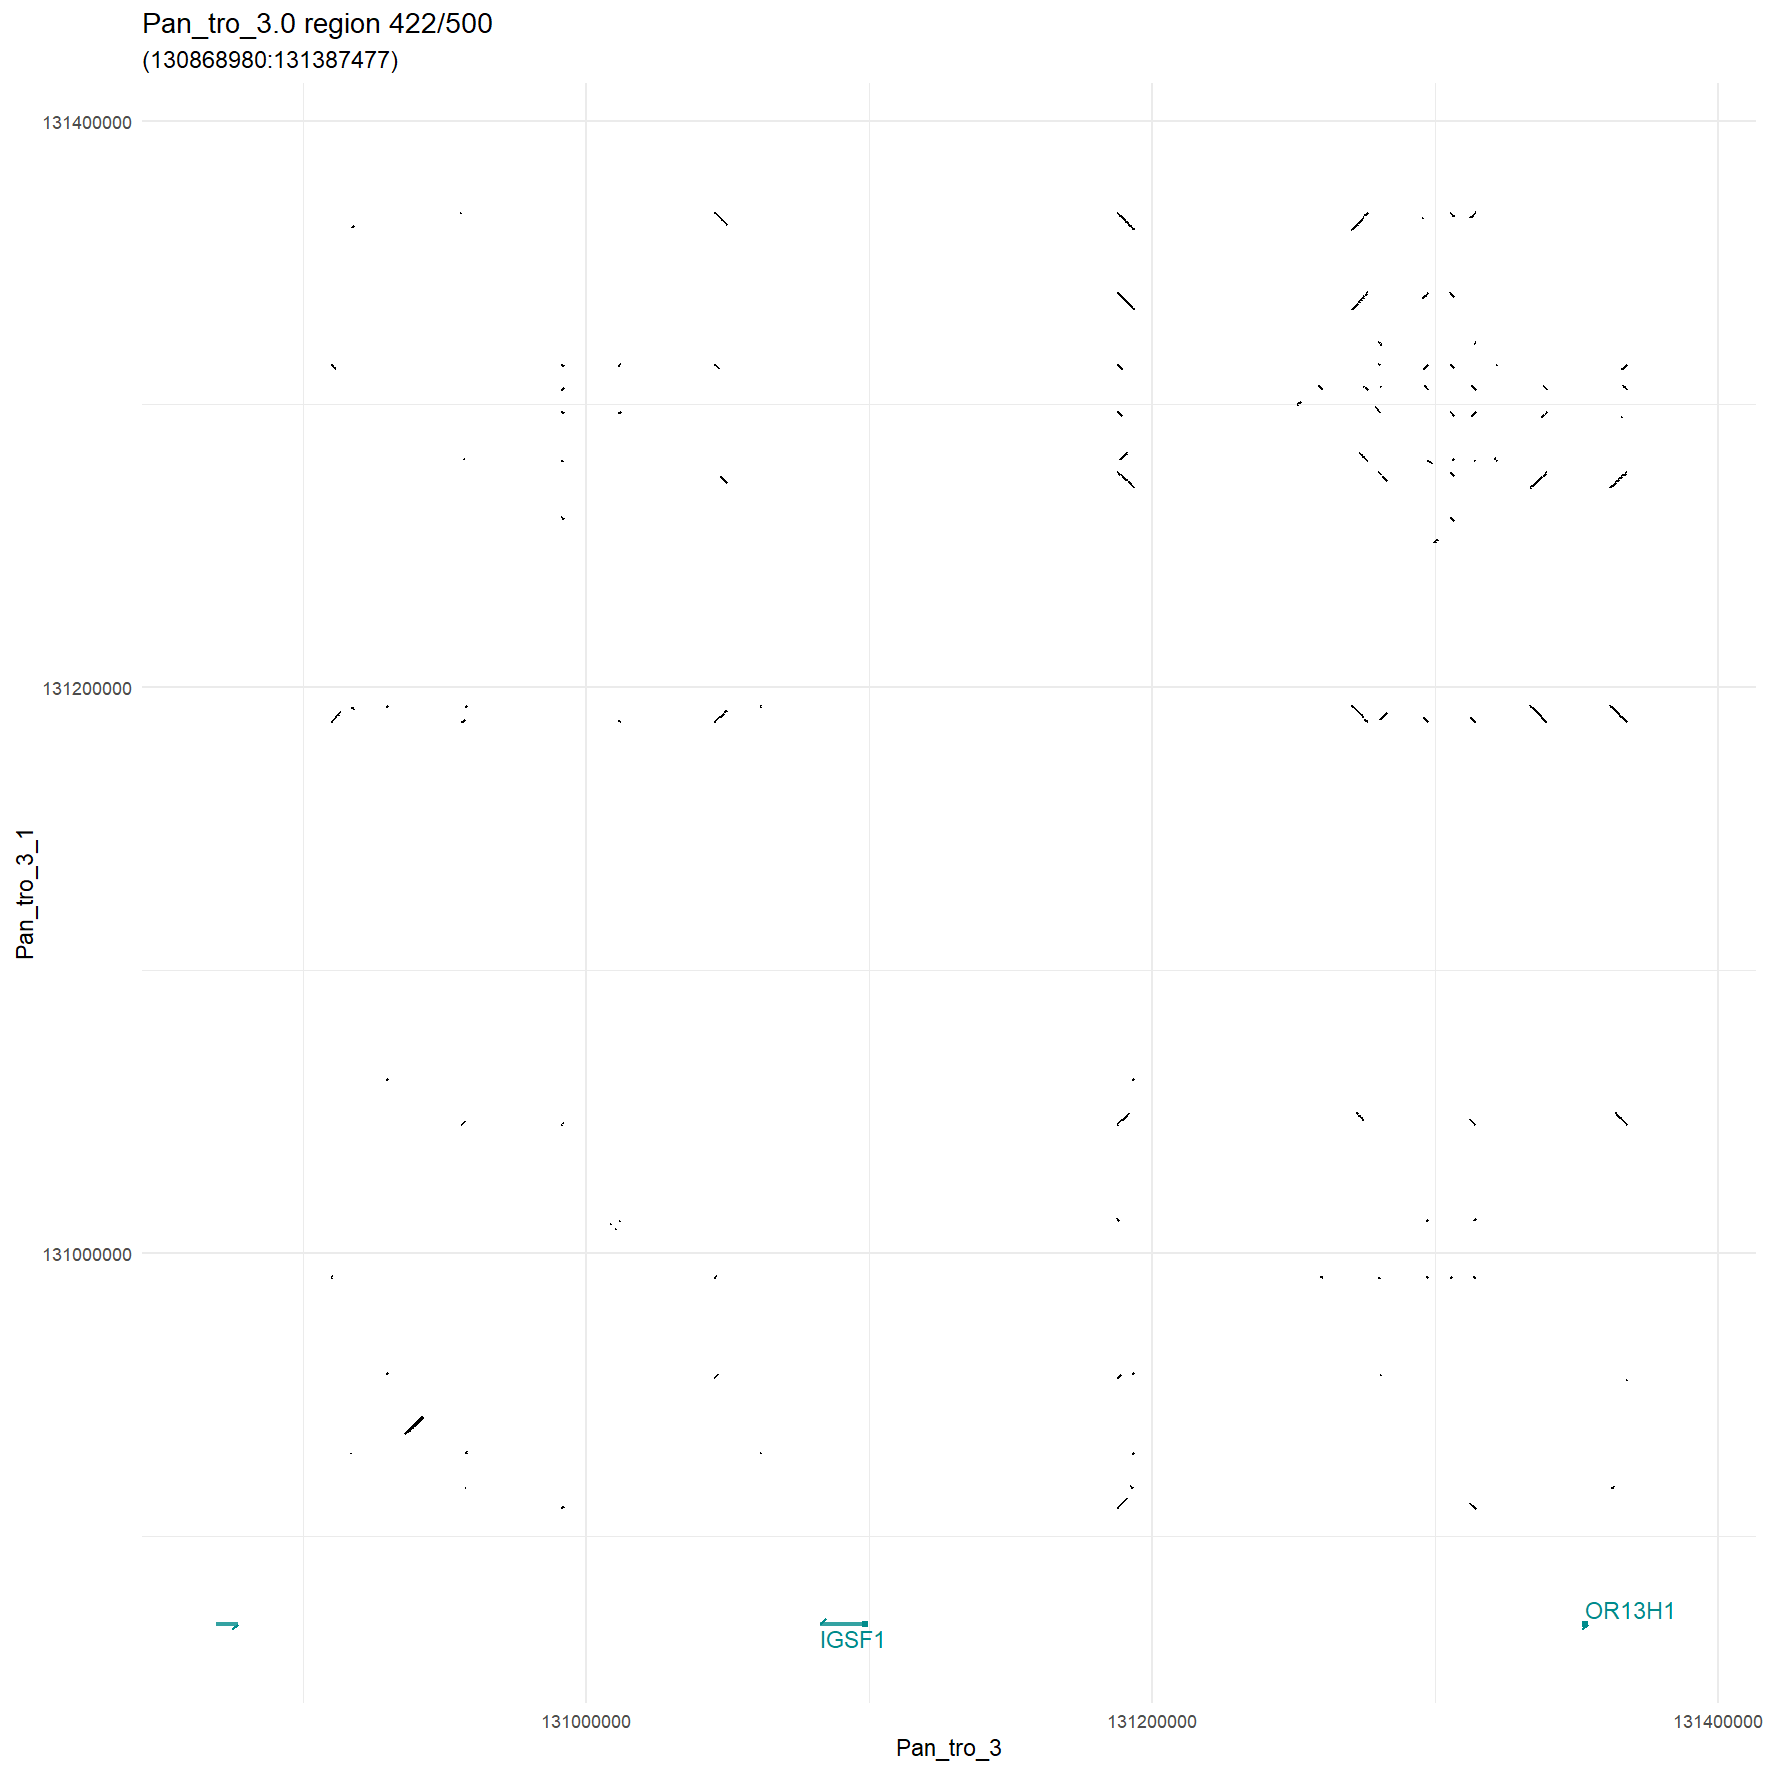 Pan_tro_3.0 region 422/500
(130868980:131387477)
131400000
131200000
131000000
Pan_tro_3_1
OR13H1
IGSF1
131000000
131200000
131400000
Pan_tro_3